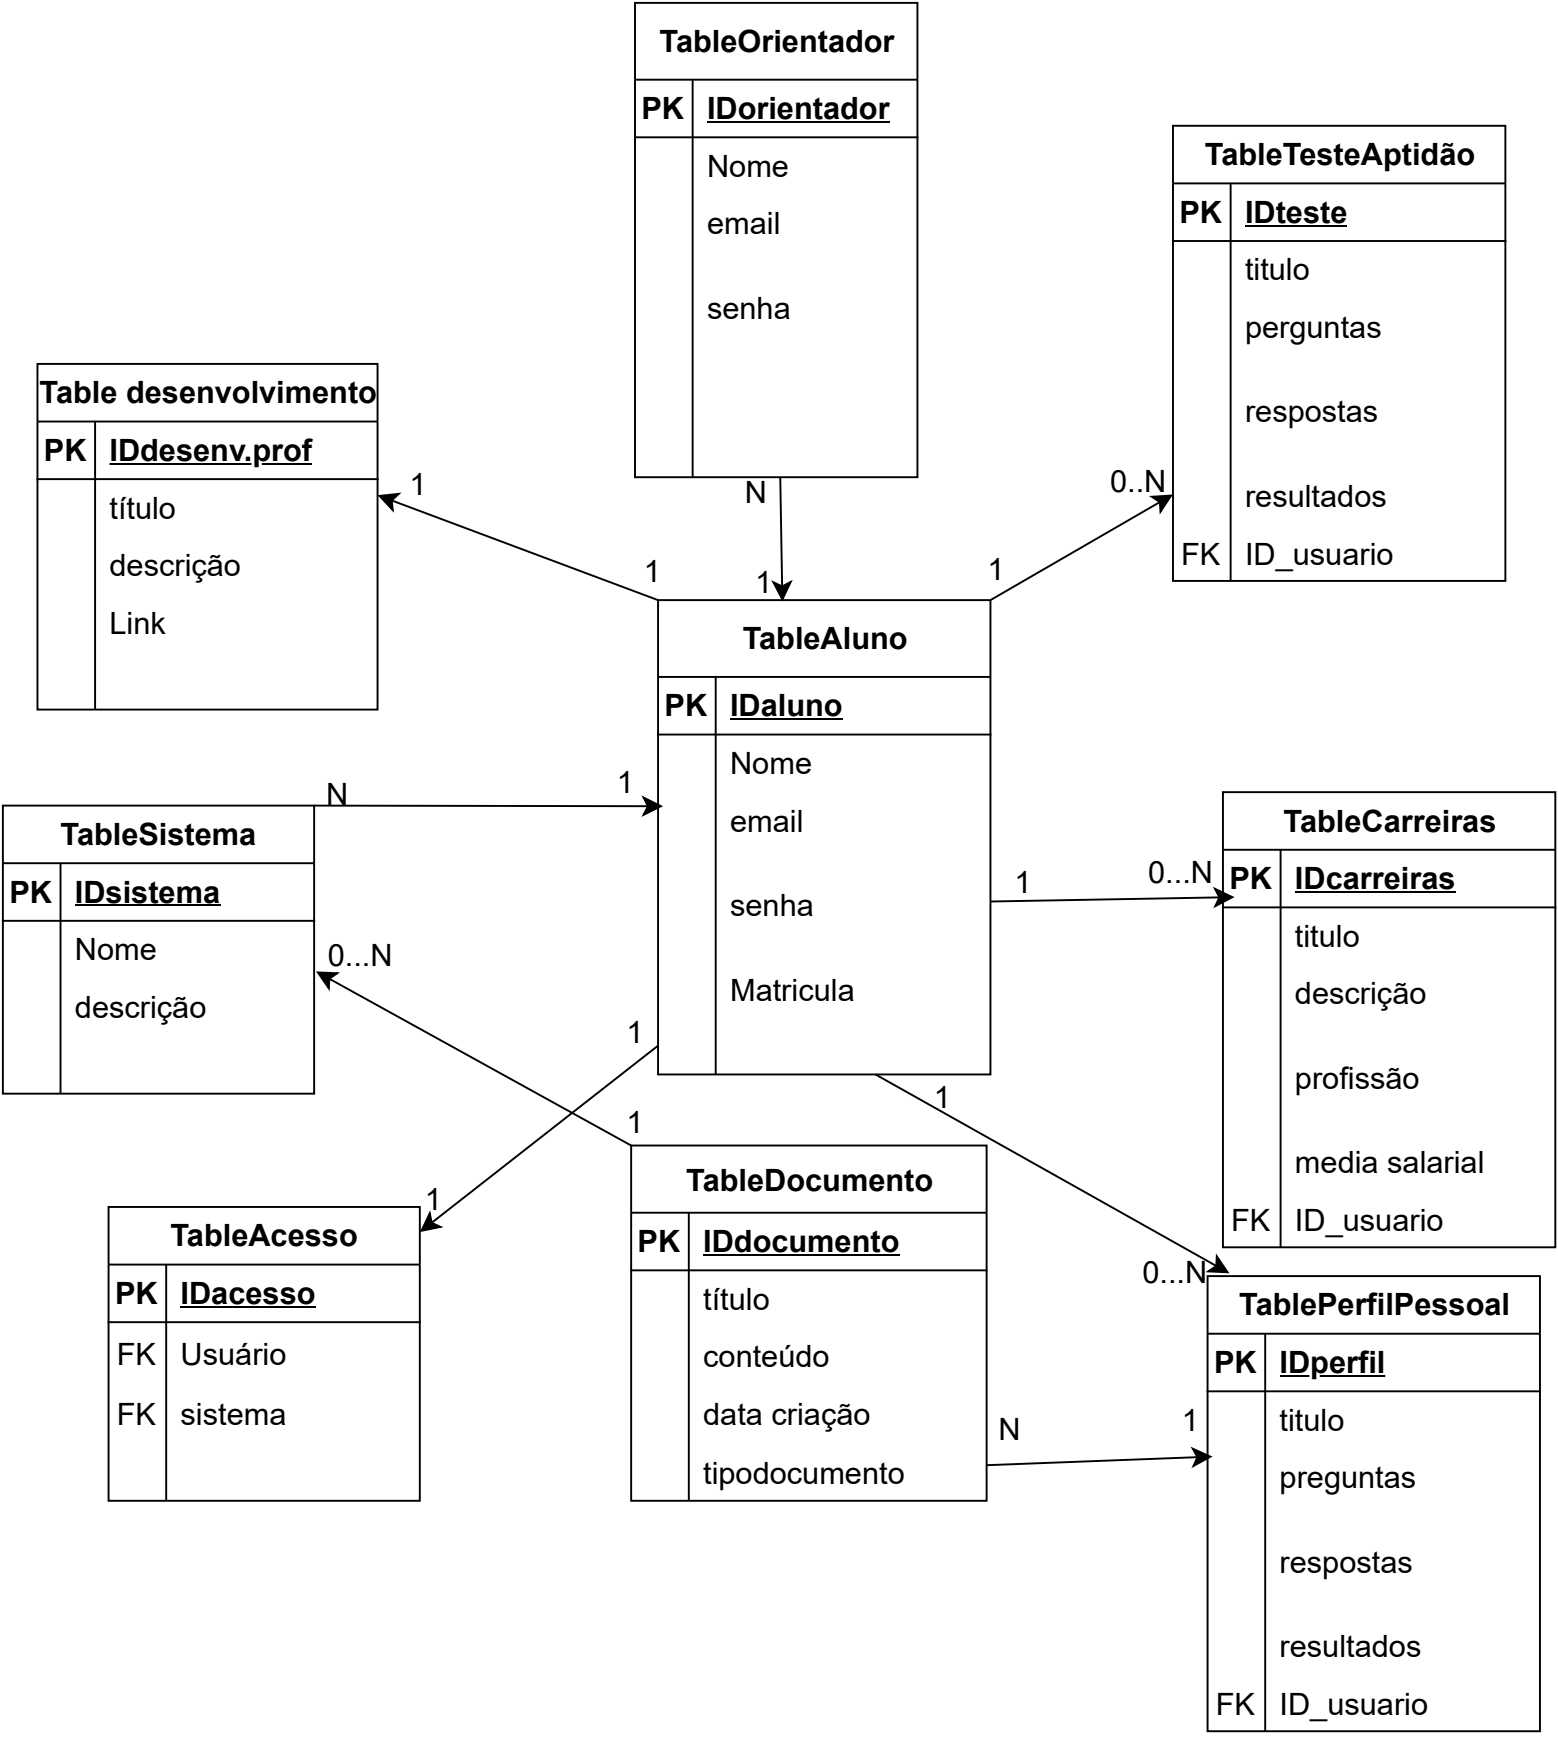 TableOrientador
PK IDorientador
Nome
email
senha
TableTesteAptidão
PK IDteste
titulo
perguntas
respostas
resultados
FK ID_usuario
Table desenvolvimento
PK IDdesenv.prof
título
descrição
Link
1
1
N
1
0..N
1
TableAluno
PK IDaluno
Nome
email
senha
Matricula
N
1
TableSistema
PK IDsistema
Nome
descrição
0...N
1
1
0...N
TableCarreiras
PK IDcarreiras
titulo
descrição
profissão
media salarial
FK ID_usuario
1
1
1
0...N
TableAcesso
PK IDacesso
FK Usuário
FK sistema
TableDocumento
PK IDdocumento
título
conteúdo
data criação
tipodocumento
N
1
TablePerfilPessoal
PK IDperfil
titulo
preguntas
respostas
resultados
FK ID_usuario